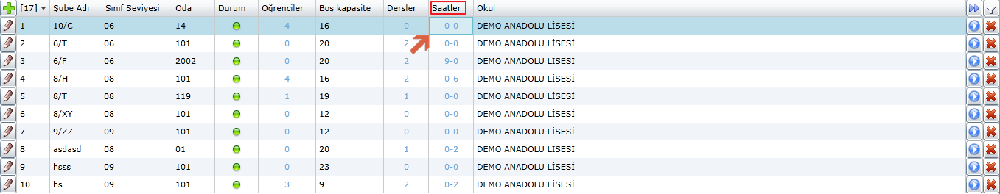 [17] Şube Adı Sınıf Seviyesi Oda Durum Öğrenciler Boş kapasite Dersler Saatler Okul
1 10/C 06 14 4 16 0 0-0 DEMO ANADOLU LİSESİ
2 6/T 06 101 0 20 2 0-0 DEMO ANADOLU LİSESİ
3 6/F 06 2002 0 20 2 9-0 DEMO ANADOLU LİSESİ
4 8/H 08 101 4 16 2 0-6 DEMO ANADOLU LİSESİ
5 8/T 08 119 1 19 1 0-0 DEMO ANADOLU LİSESİ
6 8/XY 08 101 0 12 0 0-0 DEMO ANADOLU LİSESİ
7 9/ZZ 09 101 0 12 0 0-0 DEMO ANADOLU LİSESİ
8 asdasd 08 01 0 20 1 0-2 DEMO ANADOLU LİSESİ
9 hsss 09 101 0 23 0 0-0 DEMO ANADOLU LİSESİ
10 hs 09 101 3 9 2 0-2 DEMO ANADOLU LİSESİ